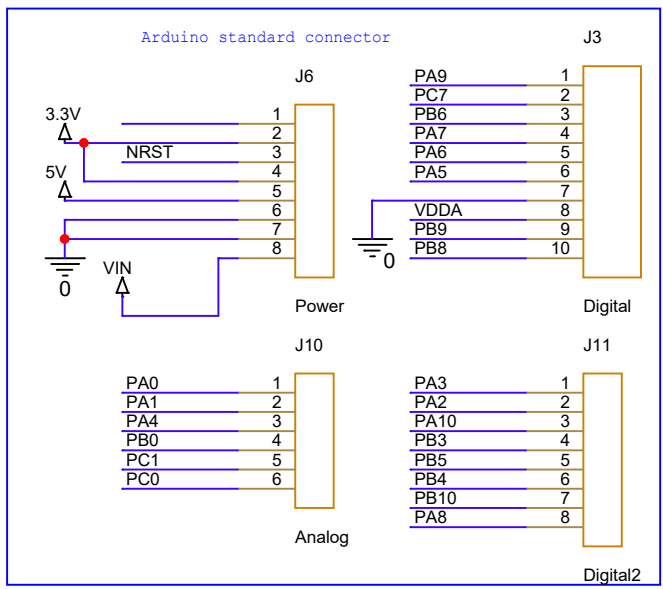 Arduino standard connector
J6
3.3V
1
2
NRST 3
4
5V
5
6
7
8
0
VIN
Power
J3
PA9 1
PC7 2
PB6 3
PA7 4
PA6 5
PA5 6
7
VDDA 8
PB9 9
PB8 10
0
Digital
J10
PA0 1
PA1 2
PA4 3
PB0 4
PC1 5
PC0 6
Analog
J11
PA3 1
PA2 2
PA10 3
PB3 4
PB5 5
PB4 6
PB10 7
PA8 8
Digital2